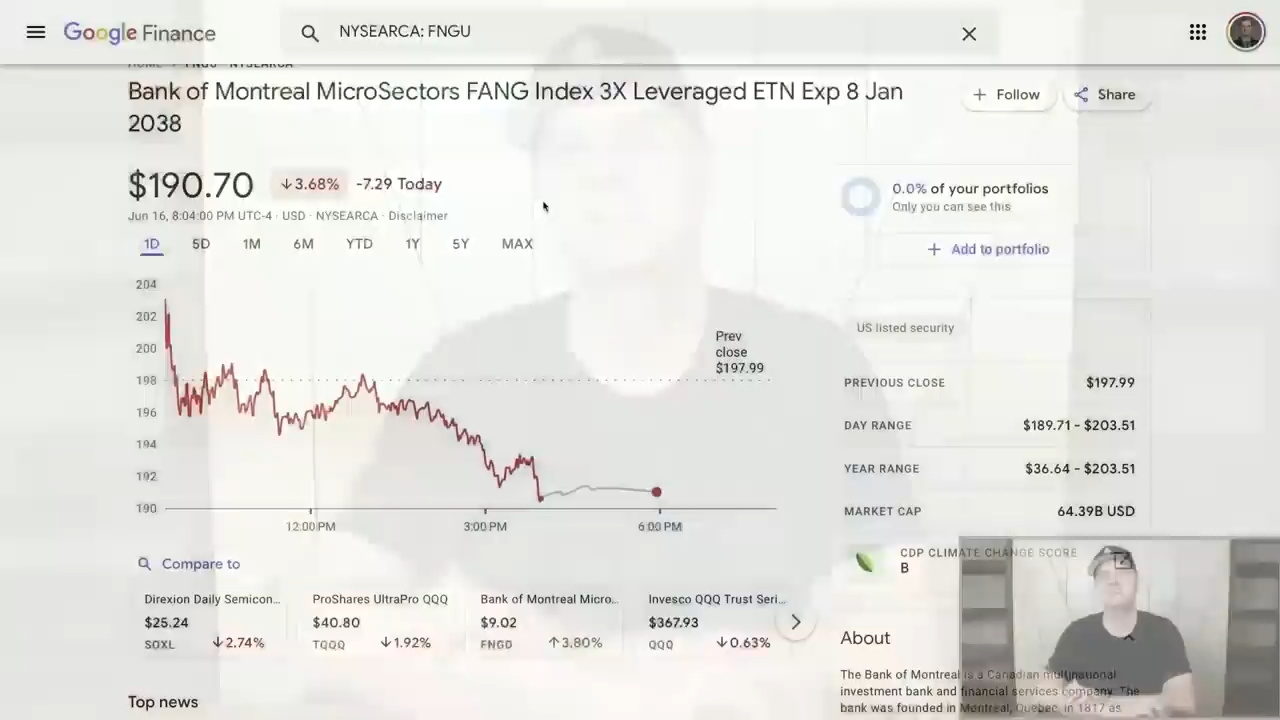 Google Finance
NYSEARCA: FNGU
HOME > FNGU · NYSEARCA
Bank of Montreal MicroSectors FANG Index 3X Leveraged ETN Exp 8 Jan
2038
+ Follow
Share
$190.70
↓3.68%
-7.29 Today
Jun 16, 8:04:00 PM UTC-4 · USD · NYSEARCA · Disclaimer
1D 5D 1M 6M YTD 1Y 5Y MAX
204
202
200
198
196
194
192
190
Prev
close
$197.99
12:00 PM 3:00 PM 6:00 PM
Compare to
Direxion Daily Semicon...
$25.24
SOXL ↓2.74%
ProShares UltraPro QQQ
$40.80
TQQQ ↓1.92%
Bank of Montreal Micro...
$9.02
FNGD ↑3.80%
Invesco QQQ Trust Seri...
$367.93
QQQ ↓0.63%
Top news
0.0% of your portfolios
Only you can see this
+ Add to portfolio
US listed security
PREVIOUS CLOSE $197.99
DAY RANGE $189.71 - $203.51
YEAR RANGE $36.64 - $203.51
MARKET CAP 64.39B USD
CDP CLIMATE CHANGE SCORE
B
About
The Bank of Montreal is a Canadian multinational
investment bank and financial services company. The
bank was founded in Montreal, Quebec, in 1817 as